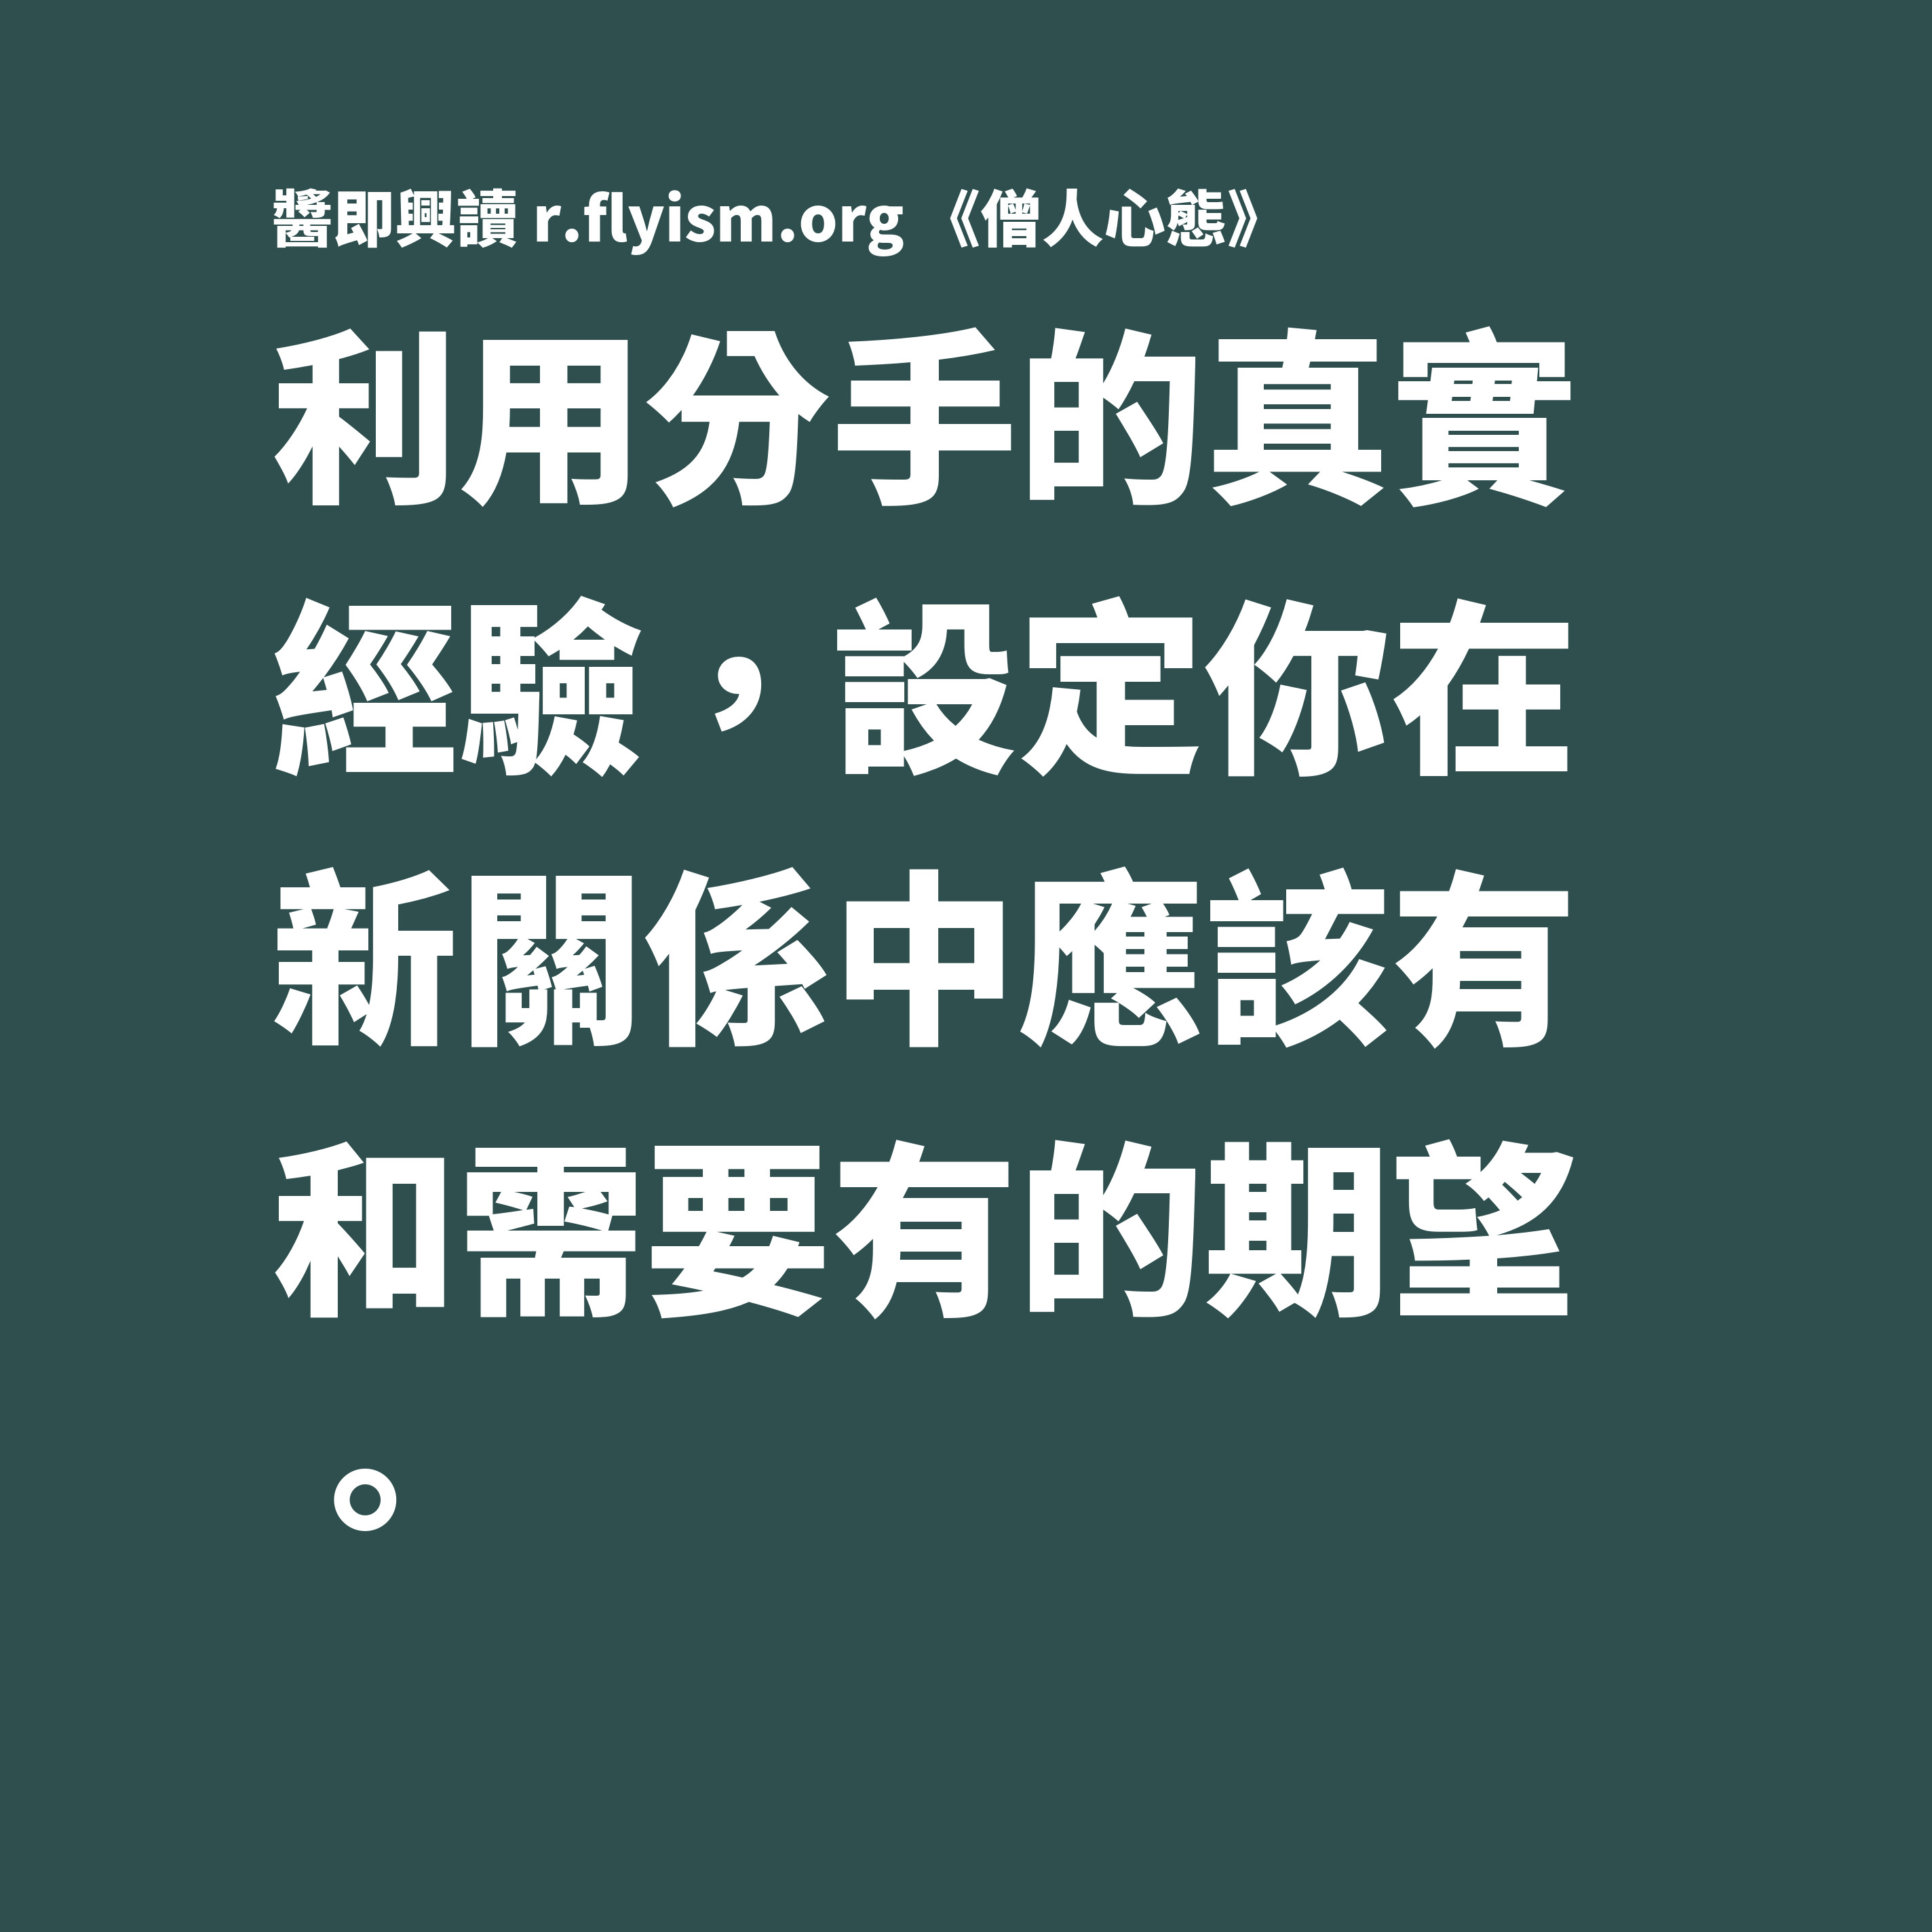 翳即興讀 r.flyism.org 《僧人心態》
利用分手的真實
經驗，設定你在
新關係中應該有
和需要有的期望
。